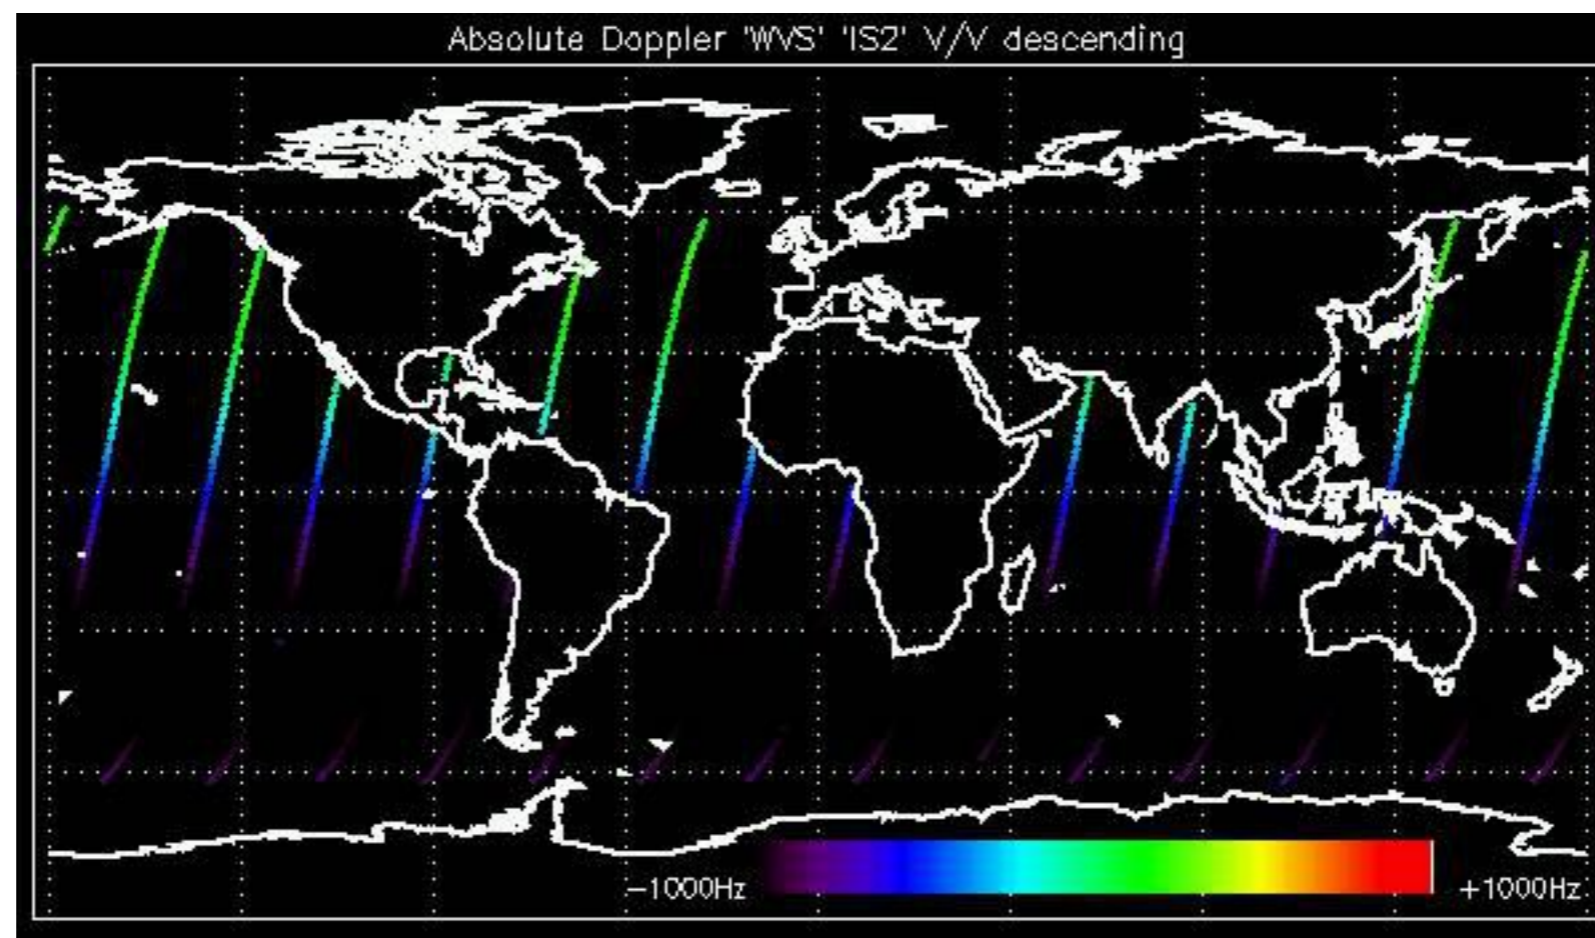 Absolute Doppler 'WVS' 'IS2' V/V descending
−1000Hz +1000Hz